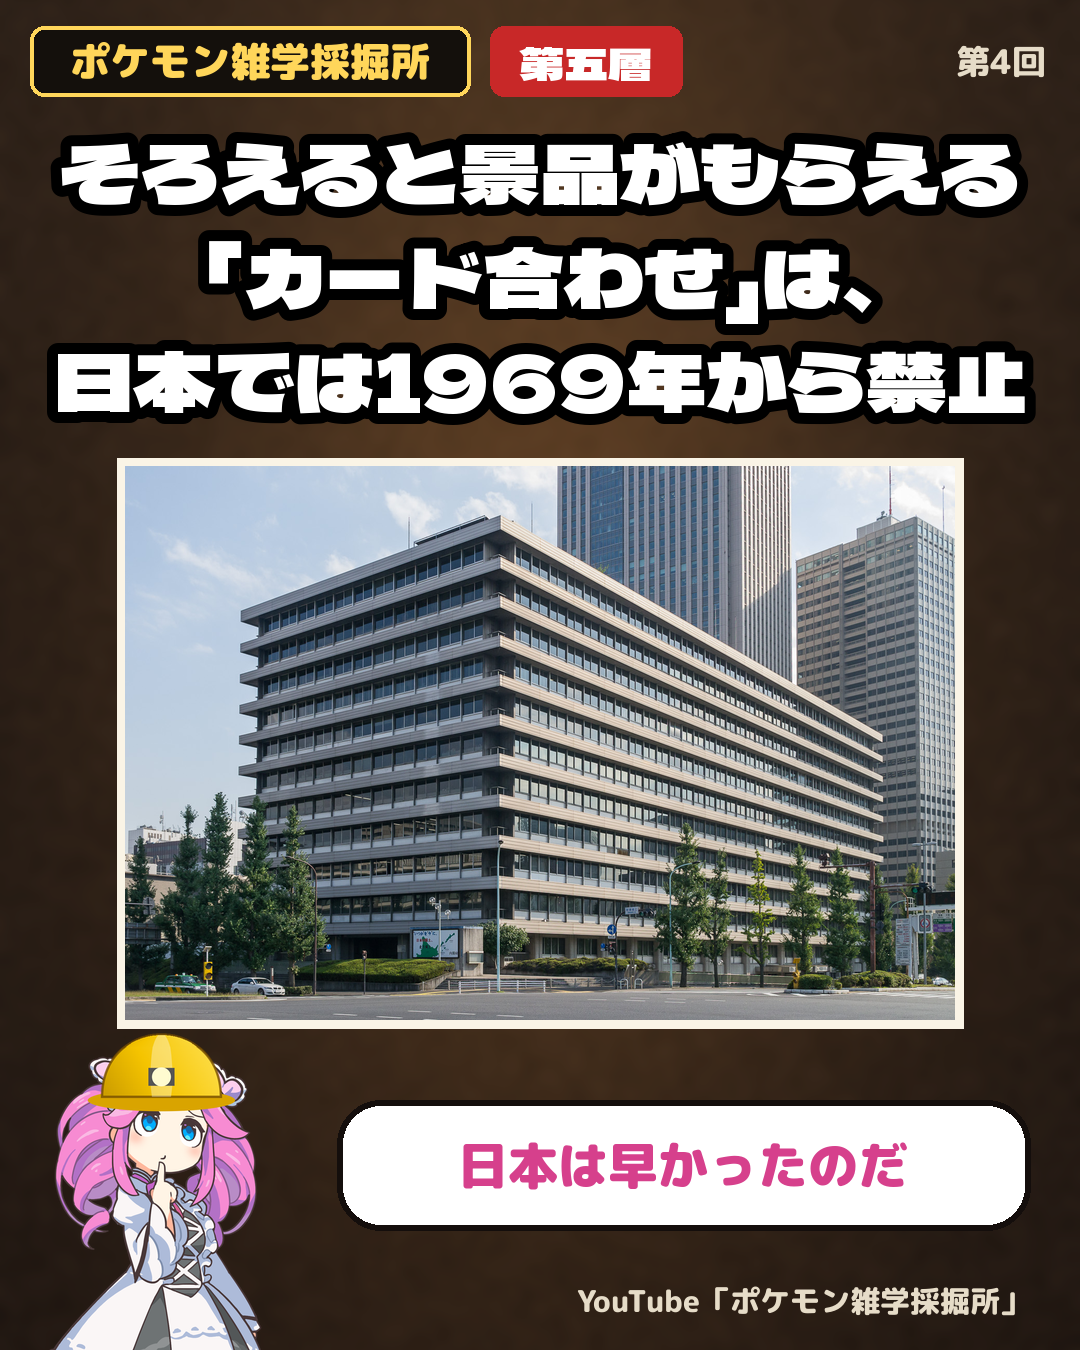 ポケモン雑学採掘所
第五層
第4回
そろえると景品がもらえる
「カード合わせ」は、
日本では1969年から禁止
日本は早かったのだ
YouTube「ポケモン雑学採掘所」